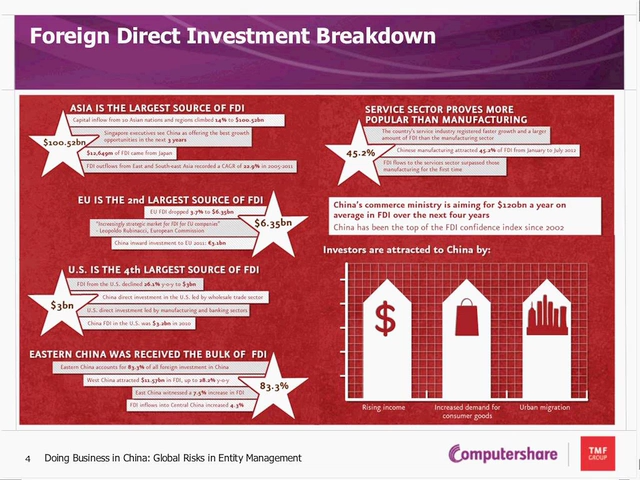 Foreign Direct Investment Breakdown
ASIA IS THE LARGEST SOURCE OF FDI
Capital inflow from 10 Asian nations and regions climbed 14% to $100.52bn
Singapore executives see China as offering the best growth
opportunities in the next 3 years
$100.52bn
$12,649m of FDI came from Japan
FDI outflows from East and South-east Asia recorded a CAGR of 22.9% in 2005-2011
EU IS THE 2nd LARGEST SOURCE OF FDI
EU FDI dropped 3.7% to $6.35bn
"Increasingly strategic market for FDI for EU companies"
- Leopoldo Rubinacci, European Commission
$6.35bn
China inward investment to EU 2011: €3.1bn
U.S. IS THE 4th LARGEST SOURCE OF FDI
FDI from the U.S. declined 26.1% y-o-y to $3bn
China direct investment in the U.S. led by wholesale trade sector
$3bn
U.S. direct investment led by manufacturing and banking sectors
China FDI in the U.S. was $3.2bn in 2010
EASTERN CHINA WAS RECEIVED THE BULK OF FDI
Eastern China accounts for 83.3% of all foreign investment in China
West China attracted $11.57bn in FDI, up to 28.2% y-o-y
83.3%
East China witnessed a 7.5% increase in FDI
FDI inflows into Central China increased 4.3%
SERVICE SECTOR PROVES MORE
POPULAR THAN MANUFACTURING
The country's service industry registered faster growth and a larger
amount of FDI than the manufacturing sector
45.2%
Chinese manufacturing attracted 45.2% of FDI from January to July 2012
FDI flows to the services sector surpassed those
manufacturing for the first time
China's commerce ministry is aiming for $120bn a year on
average in FDI over the next four years
China has been the top of the FDI confidence index since 2002
Investors are attracted to China by:
$
Rising income
Increased demand for
consumer goods
Urban migration
4 Doing Business in China: Global Risks in Entity Management
Computershare
TMF
GROUP